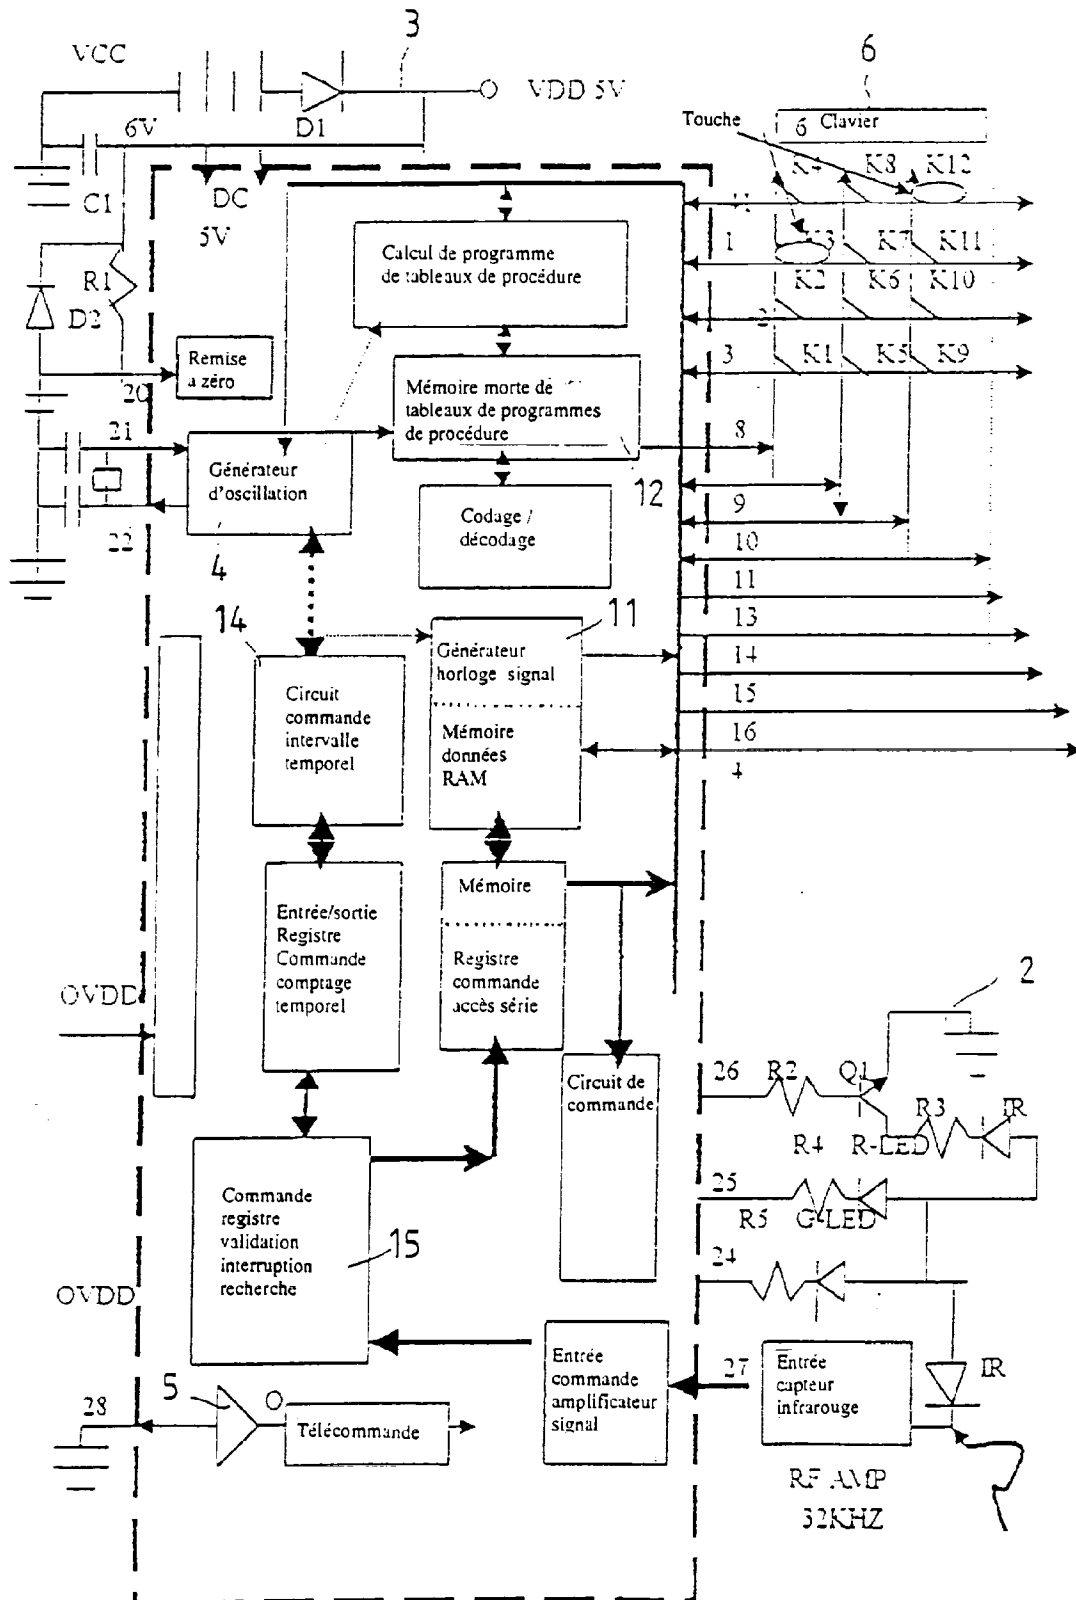 3
VCC
VDD 5V
6V
D1
C1
DC
5V
R1
D2
20
21
22
6
Touche
6 Clavier
K4
K8
K12
1
K3
K7
K11
K2
K6
K10
2
3
K1
K5
K9
8
9
10
11
13
14
15
16
4
Calcul de programme
de tableaux de procédure
Remise
a zéro
Mémoire morte de
tableaux de programmes
de procédure
12
Générateur
d'oscillation
4
Codage /
décodage
14
11
Circuit
commande
intervalle
temporel
Générateur
horloge signal
Mémoire
données
RAM
Entrée/sortie
Registre
Commande
comptage
temporel
Mémoire
Registre
commande
accès série
OVDD
2
Circuit de
commande
26
R2
Q1
R3
IR
R4
R-LED
25
R5
G-LED
24
Commande
registre
validation
interruption
recherche
15
OVDD
Entrée
commande
amplificateur
signal
27
Entrée
capteur
infrarouge
IR
28
5
O
Télécommande
RF AMP
32KHZ